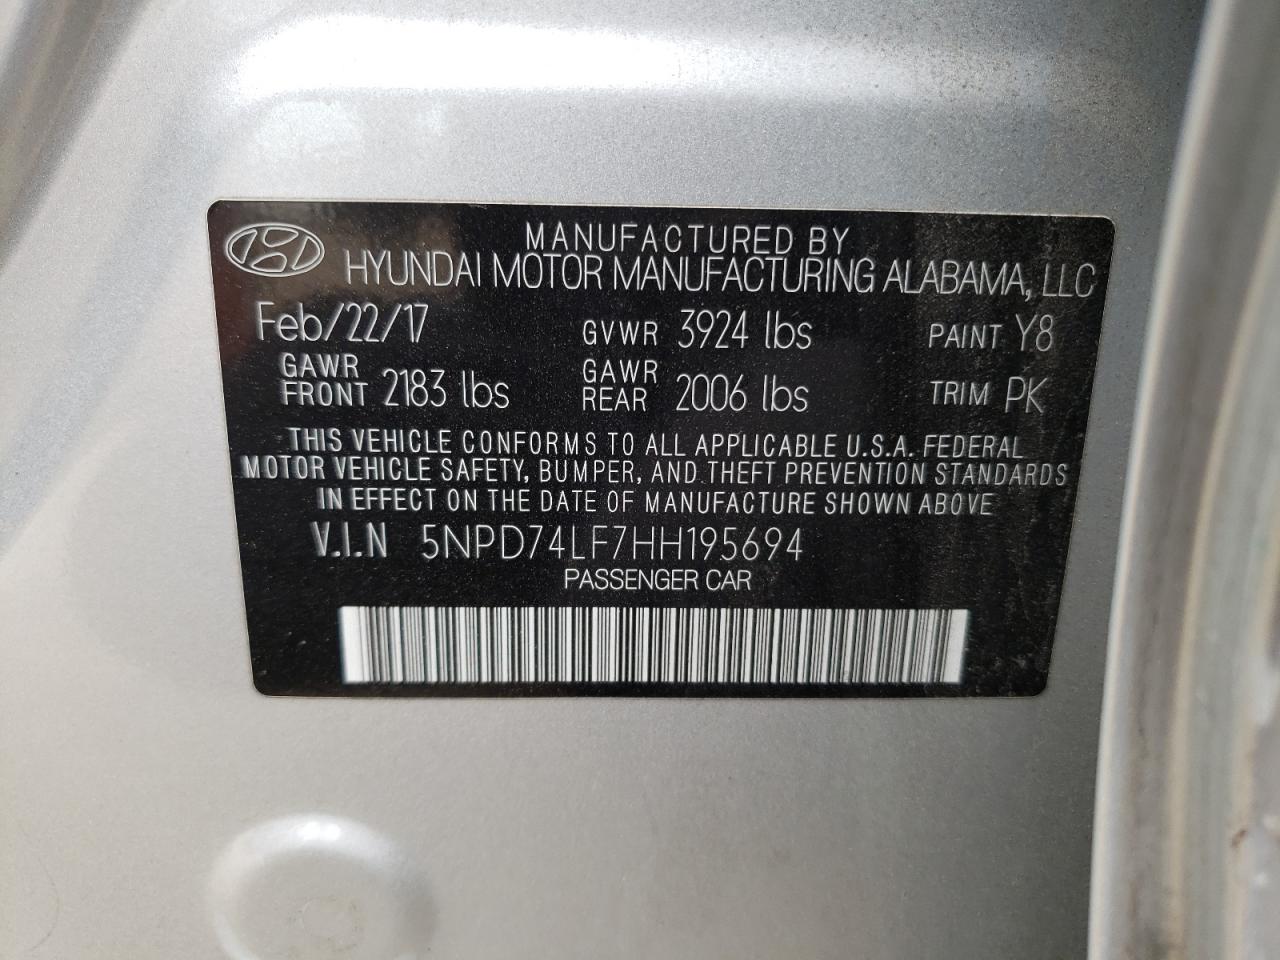 MANUFACTURED BY
HYUNDAI MOTOR MANUFACTURING ALABAMA, LLC
Feb/22/17 GVWR 3924 lbs PAINT Y8
GAWR FRONT 2183 lbs GAWR REAR 2006 lbs TRIM PK
THIS VEHICLE CONFORMS TO ALL APPLICABLE U.S.A. FEDERAL
MOTOR VEHICLE SAFETY, BUMPER, AND THEFT PREVENTION STANDARDS
IN EFFECT ON THE DATE OF MANUFACTURE SHOWN ABOVE
V.I.N 5NPD74LF7HH195694
PASSENGER CAR